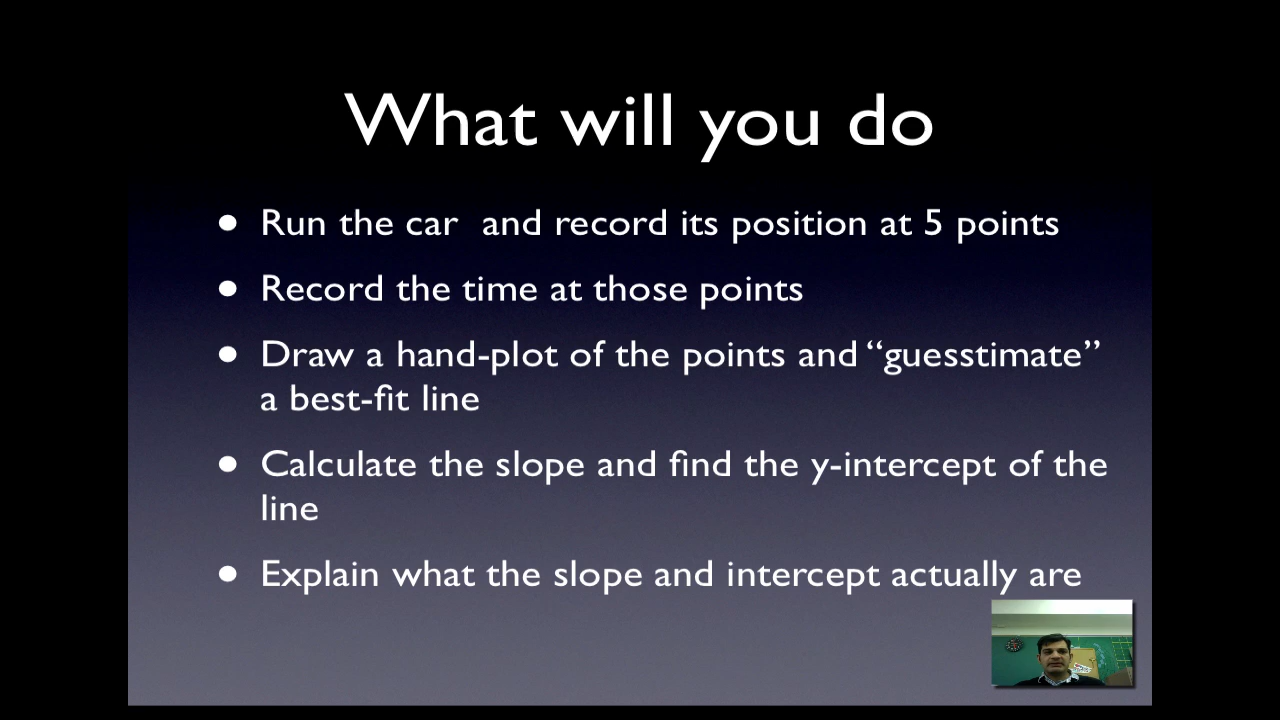 What will you do
• Run the car  and record its position at 5 points
• Record the time at those points
• Draw a hand-plot of the points and “guesstimate”
a best-fit line
• Calculate the slope and find the y-intercept of the
line
• Explain what the slope and intercept actually are